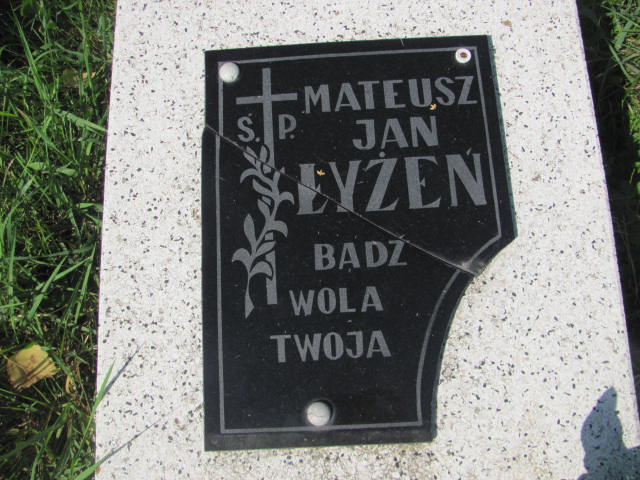 MATEUSZ
Ś.P. JAN
ŁYŻEŃ
BĄDŹ
WOLA
TWOJA